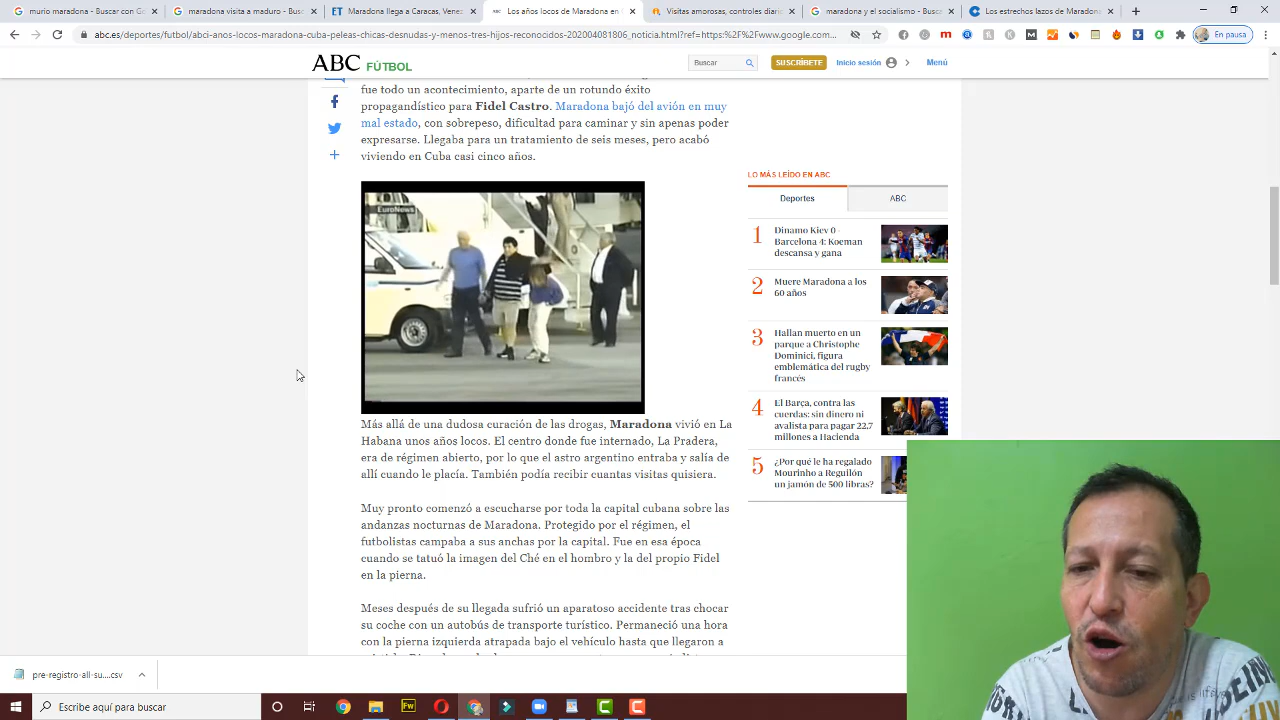 murio maradona - Buscar con Go
maradona visita a maduro - Busc
Maradona llega a Caracas, Venez
Los años locos de Maradona en
Visitas amorosas, controles diario
maradona y el socialismo - Busca
Los estrechos lazos de Maradona
abc.es/deportes/futbol/abci-anos-locos-maradona-cuba-peleas-chicas-desnudas-y-menos-tres-hijos-reconozcan-202004081806_noticia.html?ref=https%3A%2F%2Fwww.google.com%2F
En pausa
ABC FÚTBOL
Buscar
SUSCRÍBETE
Inicio sesión
Menú
fue todo un acontecimiento, aparte de un rotundo éxito
propagandístico para Fidel Castro. Maradona bajó del avión en muy
mal estado, con sobrepeso, dificultad para caminar y sin apenas poder
expresarse. Llegaba para un tratamiento de seis meses, pero acabó
viviendo en Cuba casi cinco años.
EuroNews
Más allá de una dudosa curación de las drogas, Maradona vivió en La
Habana unos años locos. El centro donde fue internado, La Pradera,
era de régimen abierto, por lo que el astro argentino entraba y salía de
allí cuando le placía. También podía recibir cuantas visitas quisiera.
Muy pronto comenzó a escucharse por toda la capital cubana sobre las
andanzas nocturnas de Maradona. Protegido por el régimen, el
futbolistas campaba a sus anchas por la capital. Fue en esa época
cuando se tatuó la imagen del Ché en el hombro y la del propio Fidel
en la pierna.
Meses después de su llegada sufrió un aparatoso accidente tras chocar
su coche con un autobús de transporte turístico. Permaneció una hora
con la pierna izquierda atrapada bajo el vehículo hasta que llegaron a
LO MÁS LEÍDO EN ABC
Deportes
ABC
1
Dinamo Kiev 0 -
Barcelona 4: Koeman
descansa y gana
2
Muere Maradona a los
60 años
3
Hallan muerto en un
parque a Christophe
Dominici, figura
emblemática del rugby
francés
4
El Barça, contra las
cuerdas: sin dinero ni
avalista para pagar 22,7
millones a Hacienda
5
¿Por qué le ha regalado
Mourinho a Reguilón
un jamón de 500 libras?
pre-registro-all-su....csv
Escribe aquí para buscar